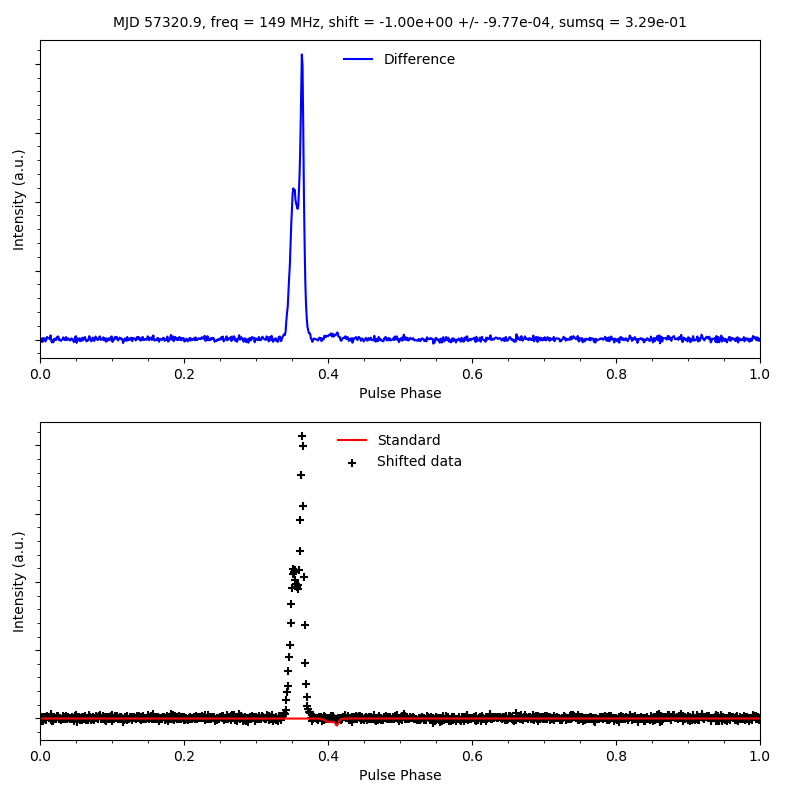 MJD 57320.9, freq = 149 MHz, shift = -1.00e+00 +/- -9.77e-04, sumsq = 3.29e-01
Difference
Intensity (a.u.)
0.0 0.2 0.4 0.6 0.8 1.0
Pulse Phase
Standard
Shifted data
Intensity (a.u.)
0.0 0.2 0.4 0.6 0.8 1.0
Pulse Phase